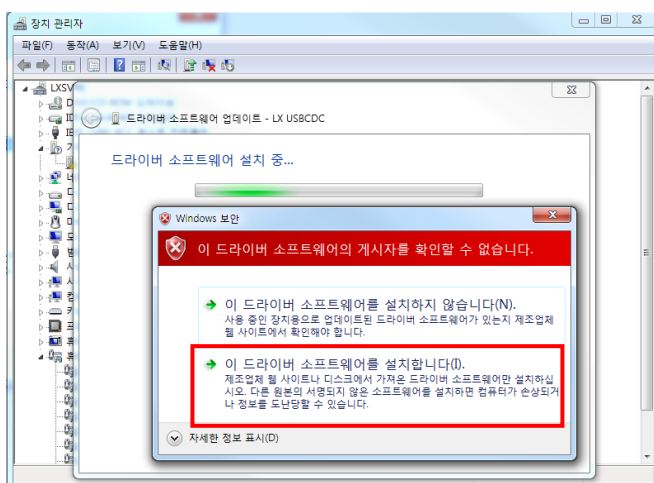 장치 관리자
파일(F) 동작(A) 보기(V) 도움말(H)
LXSV
드라이버 소프트웨어 업데이트 - LX USBCDC
드라이버 소프트웨어 설치 중...
Windows 보안
이 드라이버 소프트웨어의 게시자를 확인할 수 없습니다.
이 드라이버 소프트웨어를 설치하지 않습니다(N).
사용 중인 장치용으로 업데이트된 드라이버 소프트웨어가 있는지 제조업체
웹 사이트에서 확인해야 합니다.
이 드라이버 소프트웨어를 설치합니다(I).
제조업체 웹 사이트나 디스크에서 가져온 드라이버 소프트웨어만 설치하십
시오. 다른 원본의 서명되지 않은 소프트웨어를 설치하면 컴퓨터가 손상되거
나 정보를 도난당할 수 있습니다.
자세한 정보 표시(D)